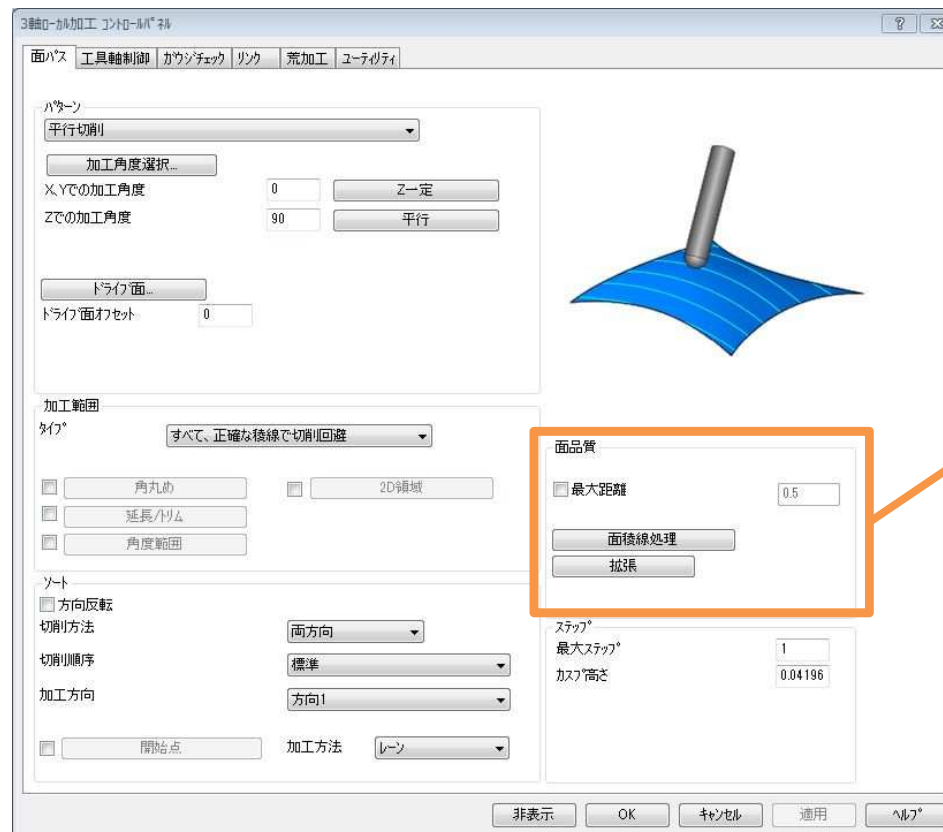 3軸ローカル加工 コントロールパネル
面パス 工具軸制御 ガウジチェック リンク 荒加工 ユーティリティ
パターン
平行切削
加工角度選択...
X,Yでの加工角度 0 Z一定
Zでの加工角度 90 平行
ドライブ面...
ドライブ面オフセット 0
加工範囲
タイプ すべて、正確な稜線で切削回避
角丸め 2D領域
延長/トリム
角度範囲
面品質
最大距離 0.5
面稜線処理
拡張
ソート
方向反転
切削方法 両方向
切削順序 標準
加工方向 方向1
開始点 加工方法 レーン
ステップ
最大ステップ 1
カスプ高さ 0.04196
非表示 OK キャンセル 適用 ヘルプ